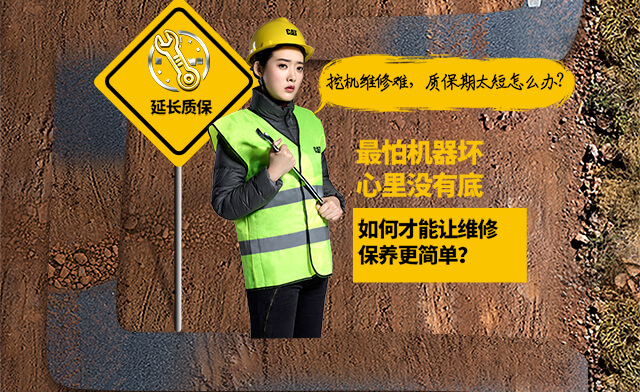 CAT
挖机维修难，质保期太短怎么办？
延长质保
CAT
最怕机器坏
心里没有底
如何才能让维修
保养更简单？